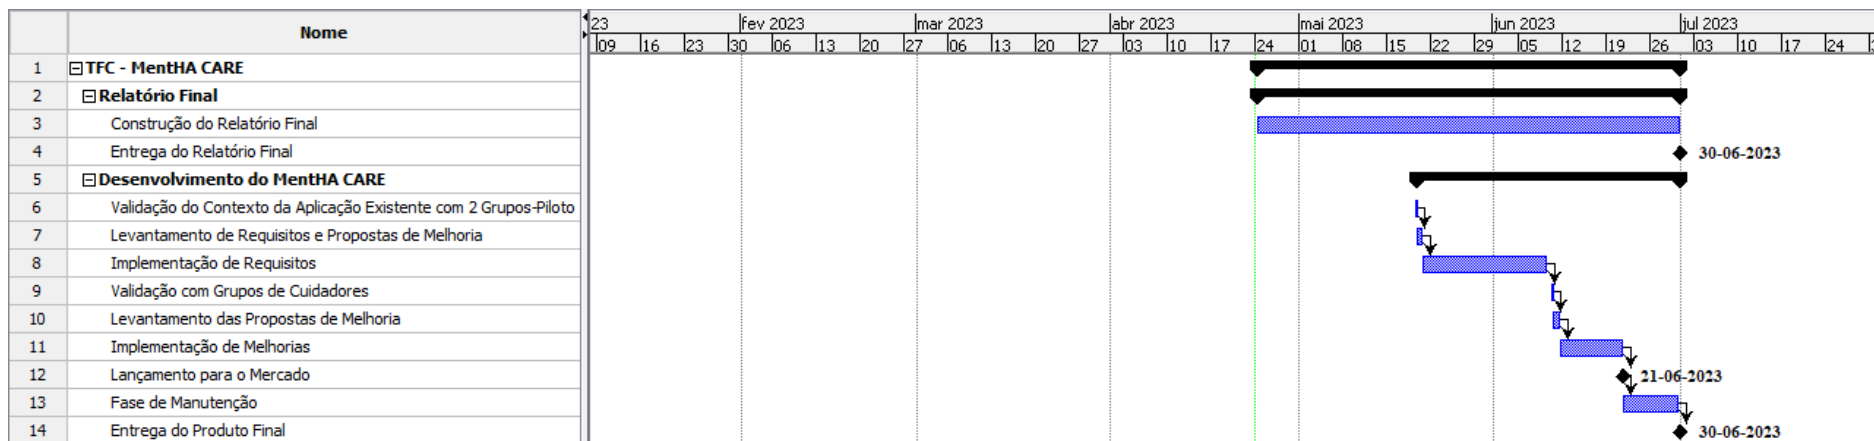 Nome
23 fev 2023 mar 2023 abr 2023 mai 2023 jun 2023 jul 2023
09 16 23 30 06 13 20 27 06 13 20 27 03 10 17 24 01 08 15 22 29 05 12 19 26 03 10 17 24
1 TFC - MentHA CARE
2 Relatório Final
3 Construção do Relatório Final
4 Entrega do Relatório Final 30-06-2023
5 Desenvolvimento do MentHA CARE
6 Validação do Contexto da Aplicação Existente com 2 Grupos-Piloto
7 Levantamento de Requisitos e Propostas de Melhoria
8 Implementação de Requisitos
9 Validação com Grupos de Cuidadores
10 Levantamento das Propostas de Melhoria
11 Implementação de Melhorias
12 Lançamento para o Mercado 21-06-2023
13 Fase de Manutenção
14 Entrega do Produto Final 30-06-2023